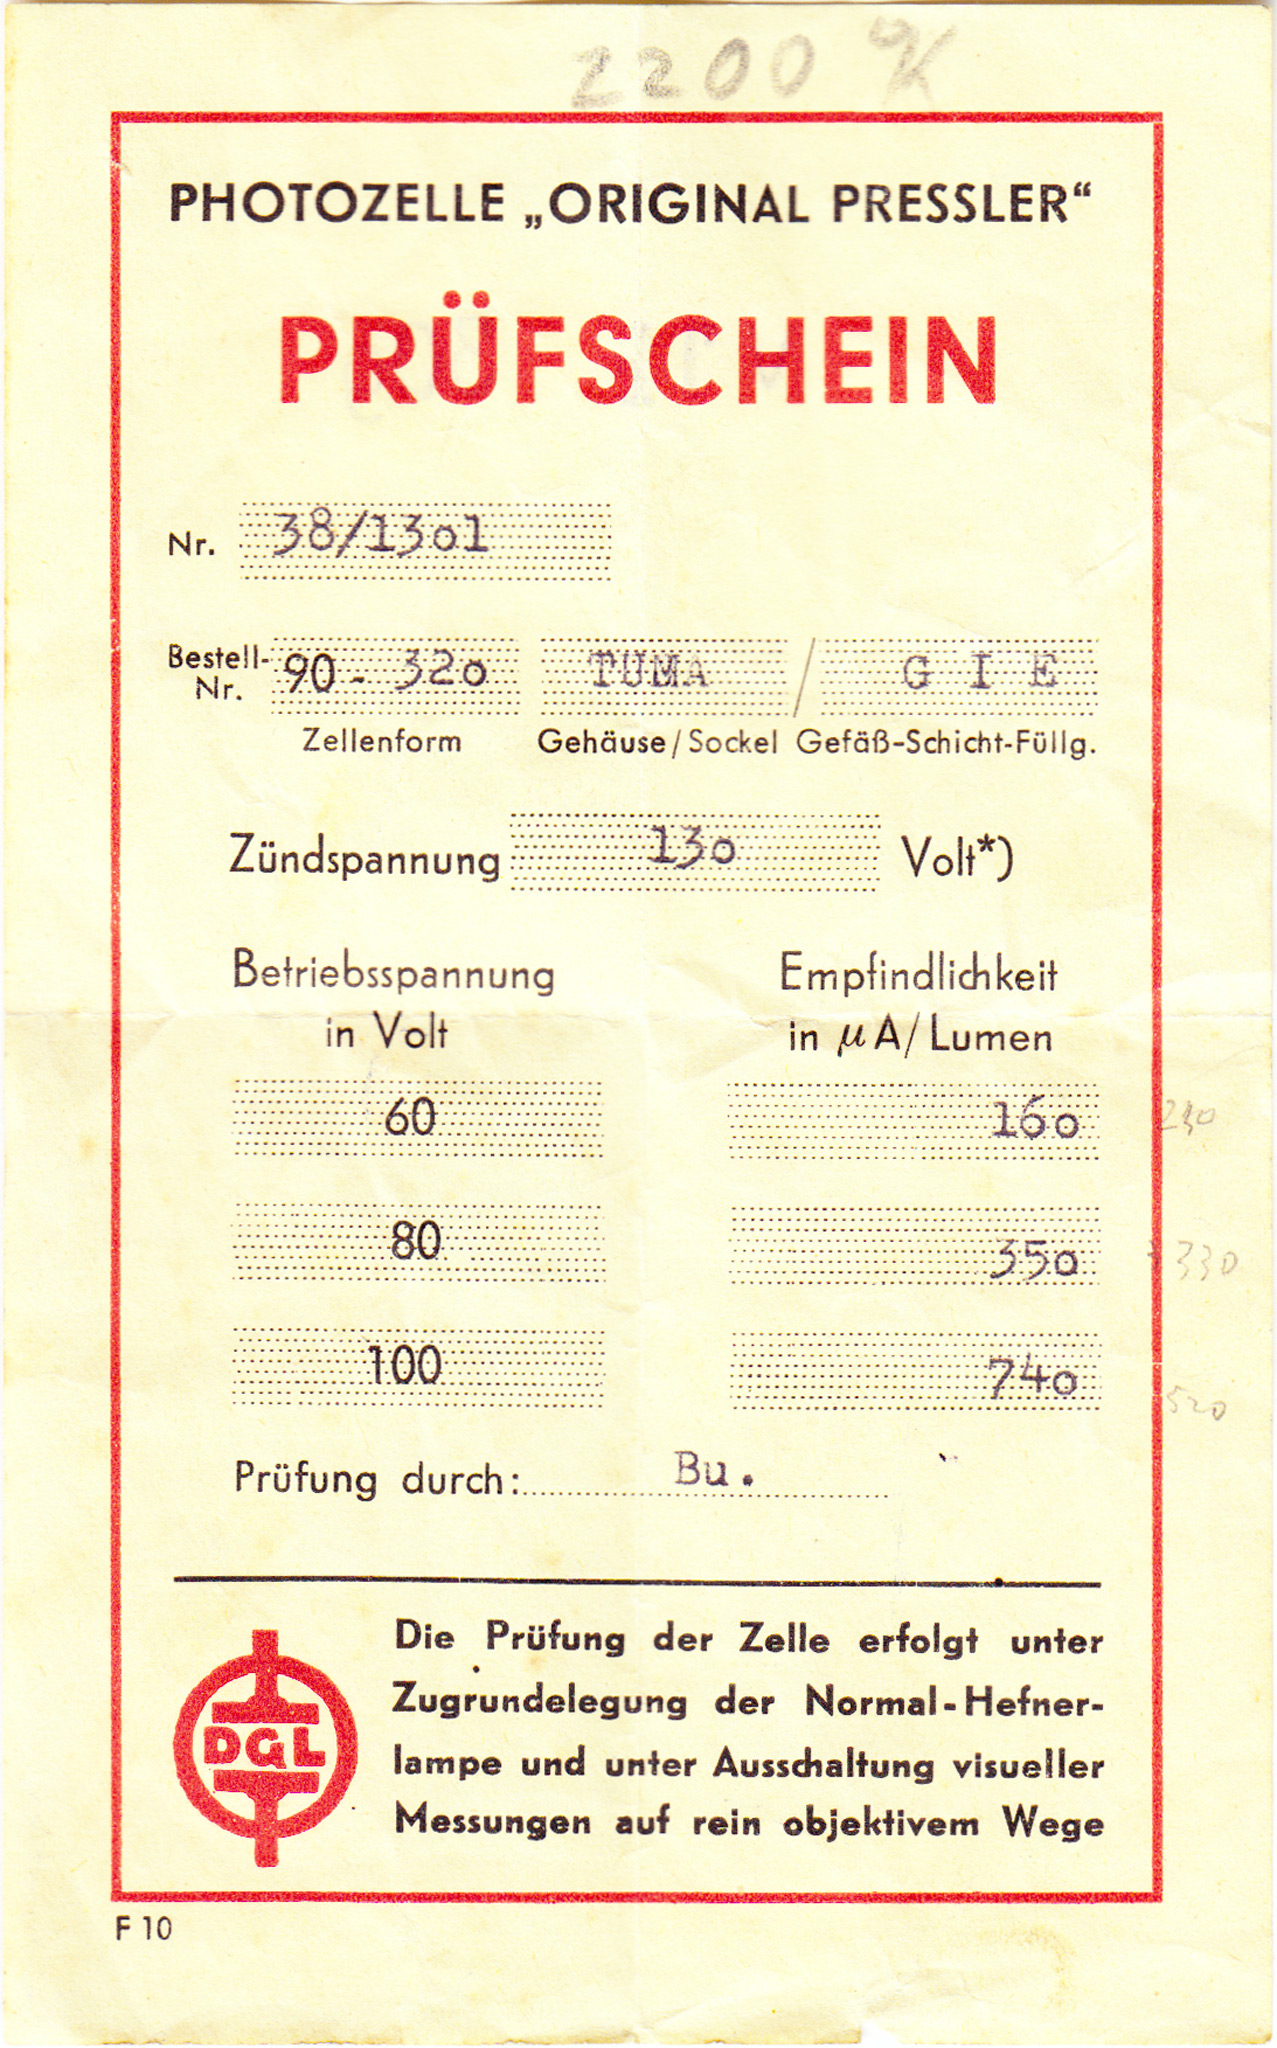 2200 °K
PHOTOZELLE „ORIGINAL PRESSLER“
PRÜFSCHEIN
Nr. 38/13o1
Bestell-Nr. 90 - 32o TUMA / G I E
Zellenform Gehäuse/Sockel Gefäß-Schicht-Füllg.
Zündspannung 13o Volt*)
Betriebsspannung Empfindlichkeit
in Volt in µA/Lumen
60 16o 230
80 35o 330
100 74o 520
Prüfung durch: Bu.
DGL
Die Prüfung der Zelle erfolgt unter
Zugrundelegung der Normal-Hefner-
lampe und unter Ausschaltung visueller
Messungen auf rein objektivem Wege
F 10